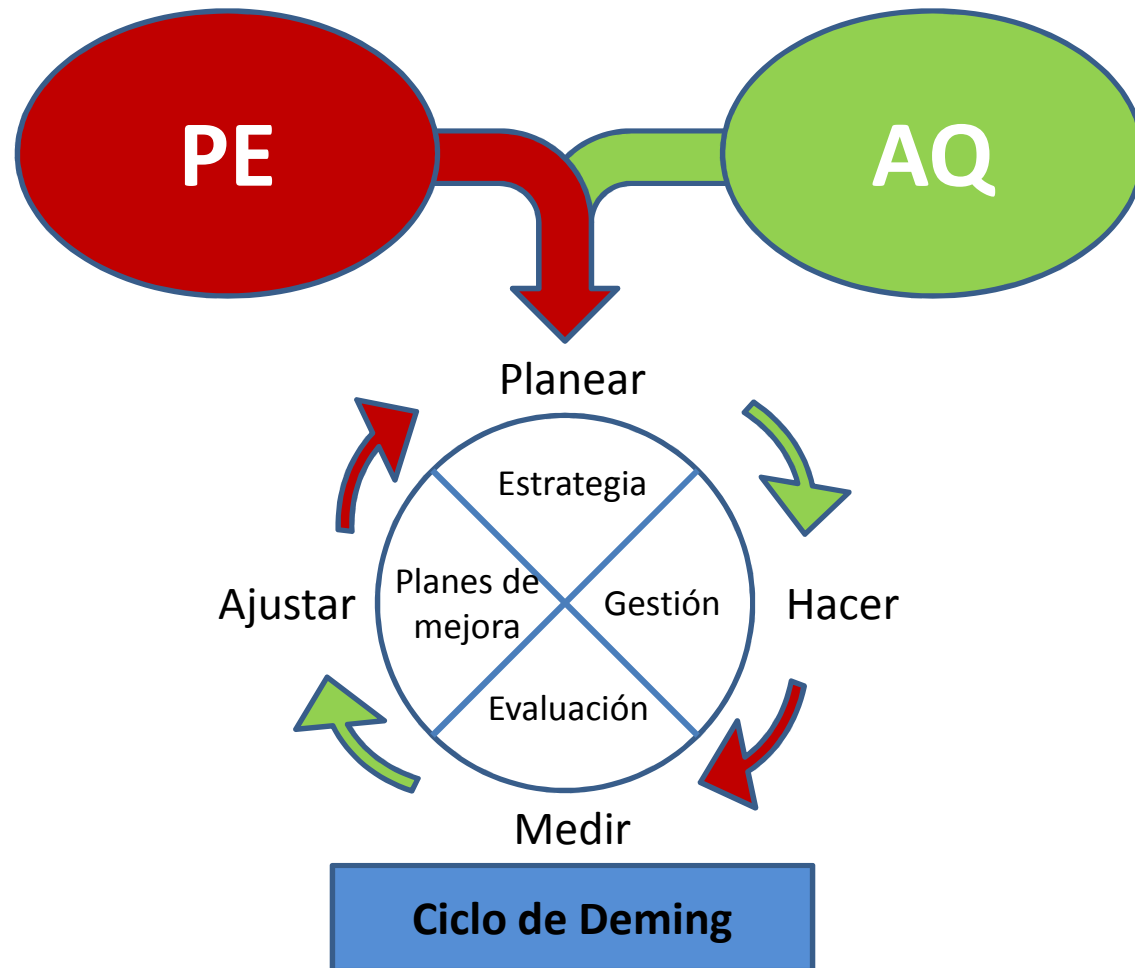 PE
AQ
Planear
Estrategia
Ajustar
Planes de
mejora
Gestión
Hacer
Evaluación
Medir
Ciclo de Deming